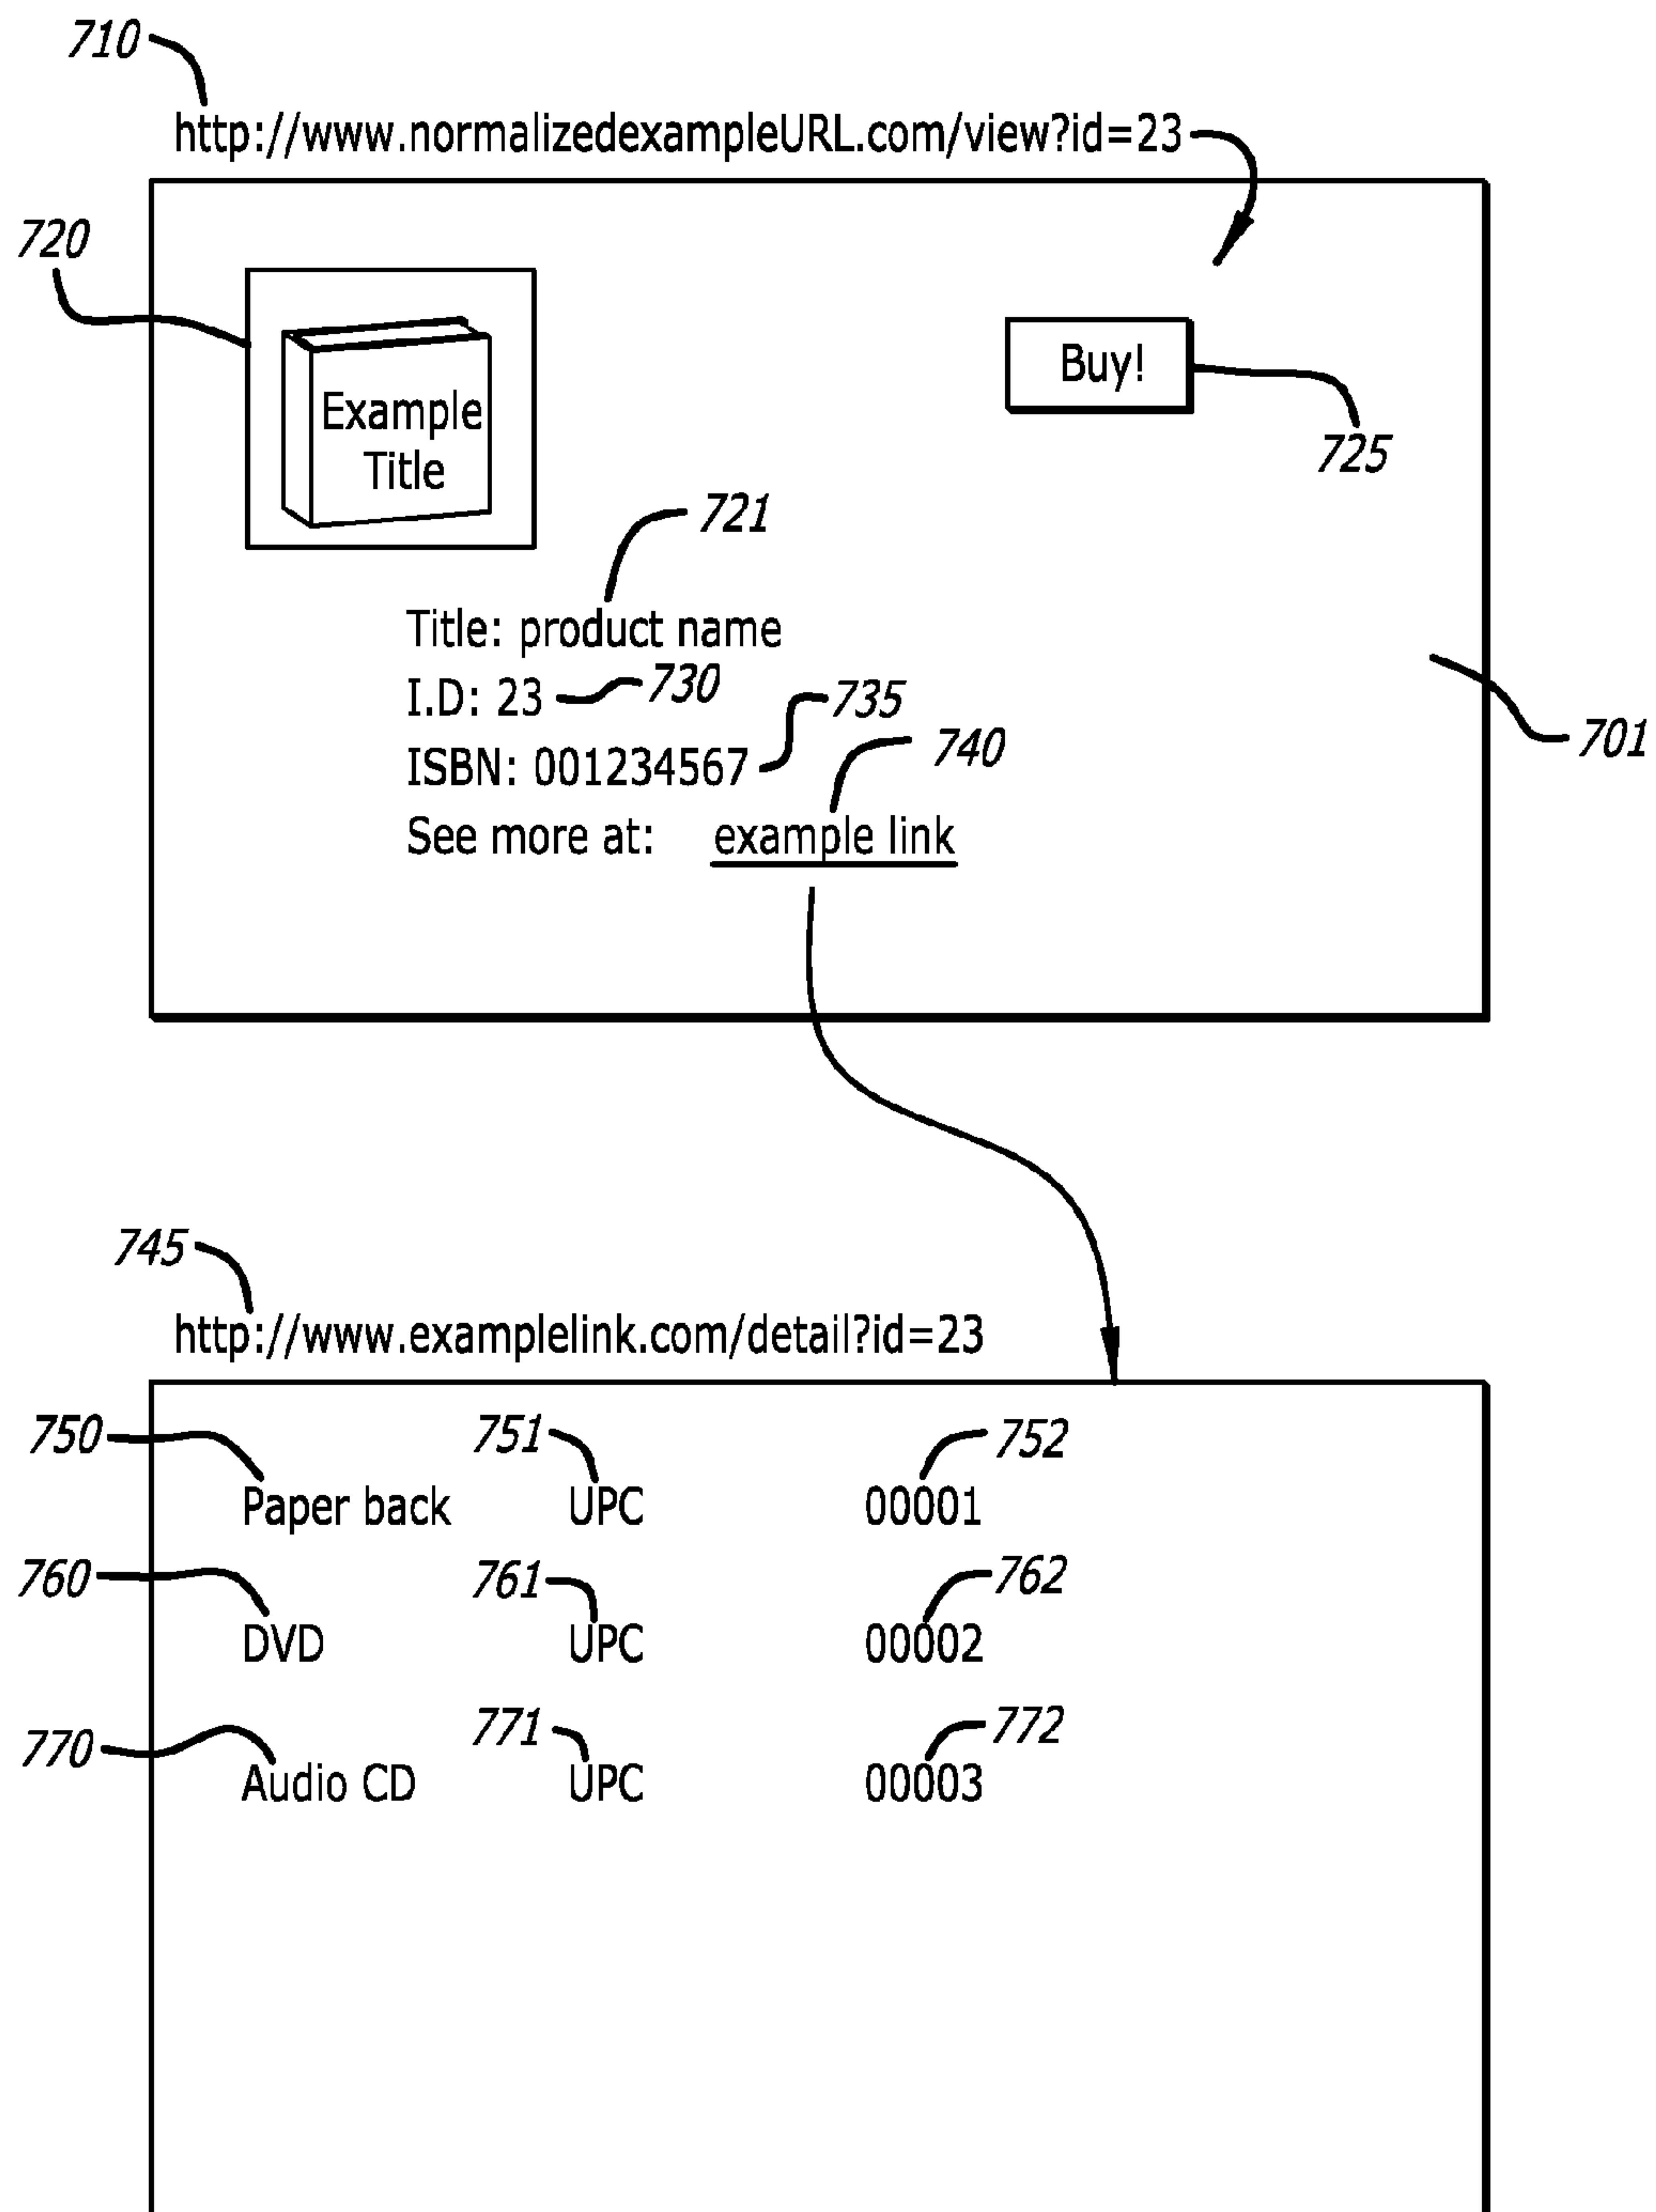 710
http://www.normalizedexampleURL.com/view?id=23
720
Example
Title
Buy!
725
721
Title: product name
I.D: 23 730
735
ISBN: 001234567
740
701
See more at: example link
745
http://www.examplelink.com/detail?id=23
750 751 752
Paper back UPC 00001
760 761 762
DVD UPC 00002
770 771 772
Audio CD UPC 00003